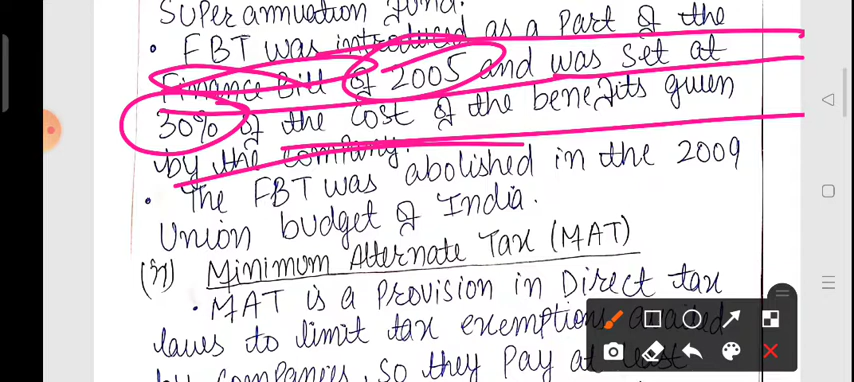 Superannuation fund.
• FBT was introduced as a part of the
Finance Bill of 2005 and was set at
30% of the cost of the benefits given
by the company.
• The FBT was abolished in the 2009
Union budget of India.
Minimum Alternate Tax (MAT)
• MAT is a Provision in Direct tax
laws to limit tax exemptions availed
by companies, so they Pay at least